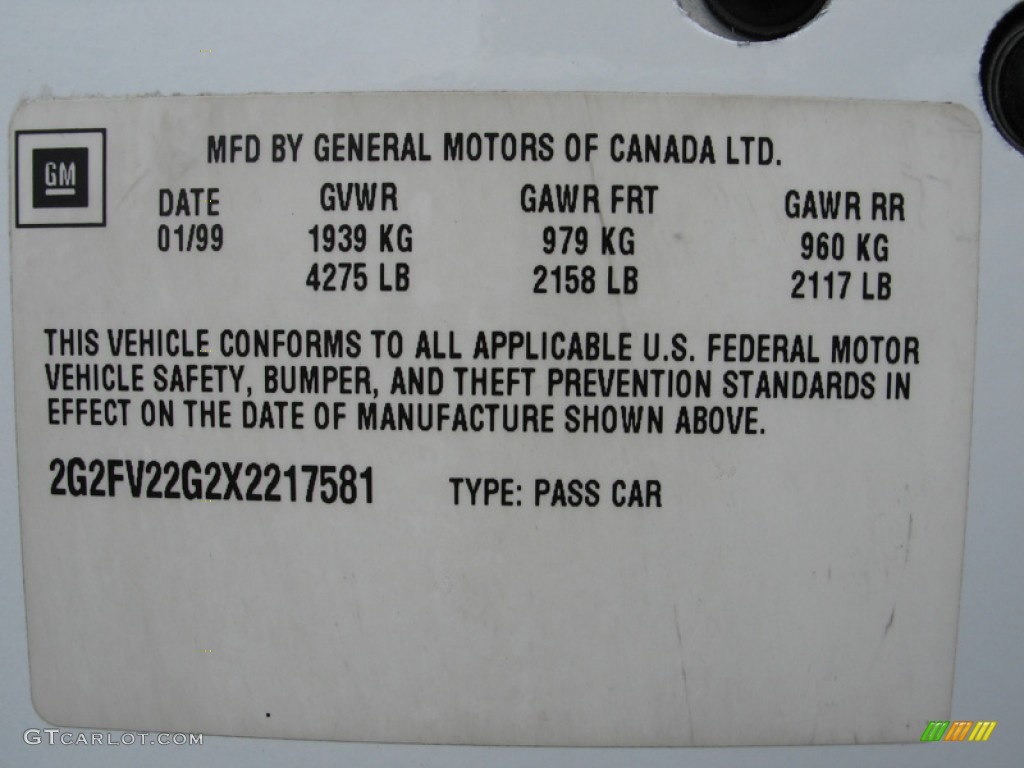 GM
MFD BY GENERAL MOTORS OF CANADA LTD.
DATE GVWR GAWR FRT GAWR RR
01/99 1939 KG 979 KG 960 KG
4275 LB 2158 LB 2117 LB
THIS VEHICLE CONFORMS TO ALL APPLICABLE U.S. FEDERAL MOTOR
VEHICLE SAFETY, BUMPER, AND THEFT PREVENTION STANDARDS IN
EFFECT ON THE DATE OF MANUFACTURE SHOWN ABOVE.
2G2FV22G2X2217581 TYPE: PASS CAR
GTCARLOT.COM